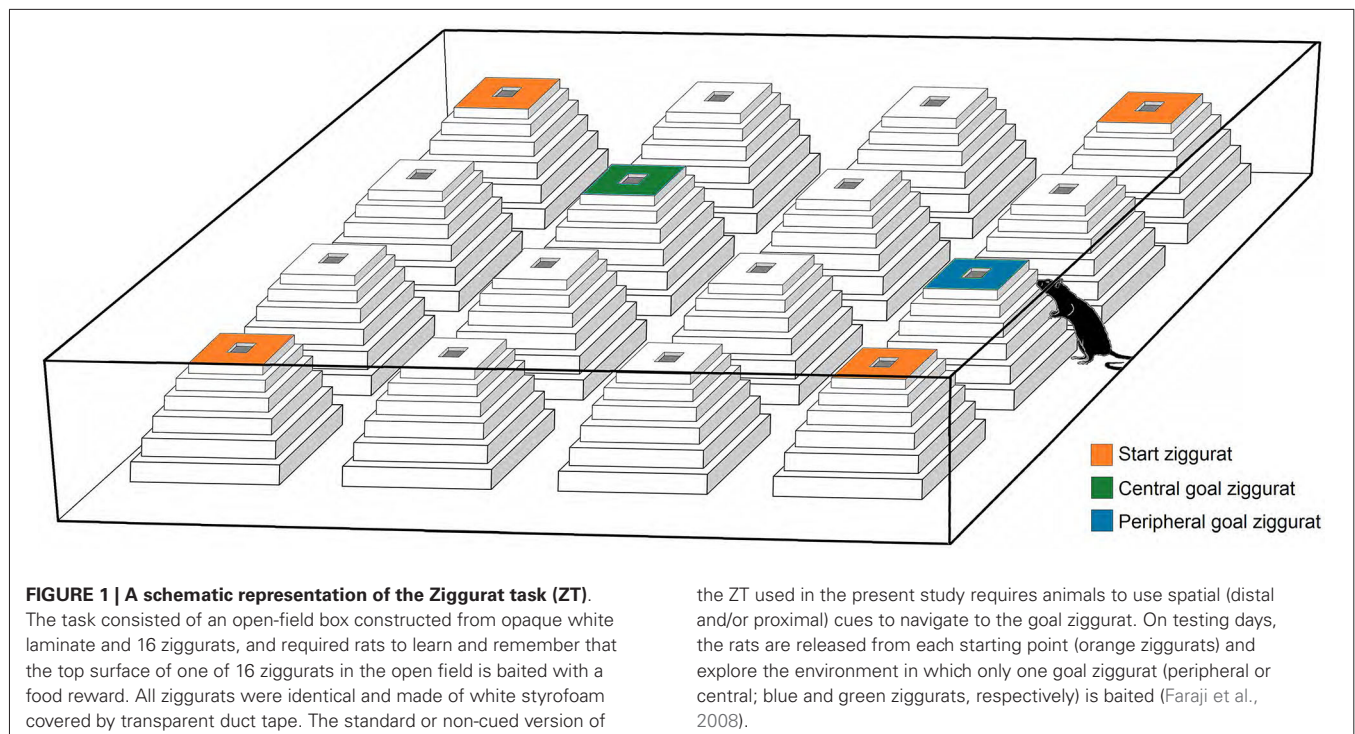 Start ziggurat
Central goal ziggurat
Peripheral goal ziggurat
FIGURE 1 | A schematic representation of the Ziggurat task (ZT).
The task consisted of an open-field box constructed from opaque white
laminate and 16 ziggurats, and required rats to learn and remember that
the top surface of one of 16 ziggurats in the open field is baited with a
food reward. All ziggurats were identical and made of white styrofoam
covered by transparent duct tape. The standard or non-cued version of
the ZT used in the present study requires animals to use spatial (distal
and/or proximal) cues to navigate to the goal ziggurat. On testing days,
the rats are released from each starting point (orange ziggurats) and
explore the environment in which only one goal ziggurat (peripheral or
central; blue and green ziggurats, respectively) is baited (Faraji et al.,
2008).